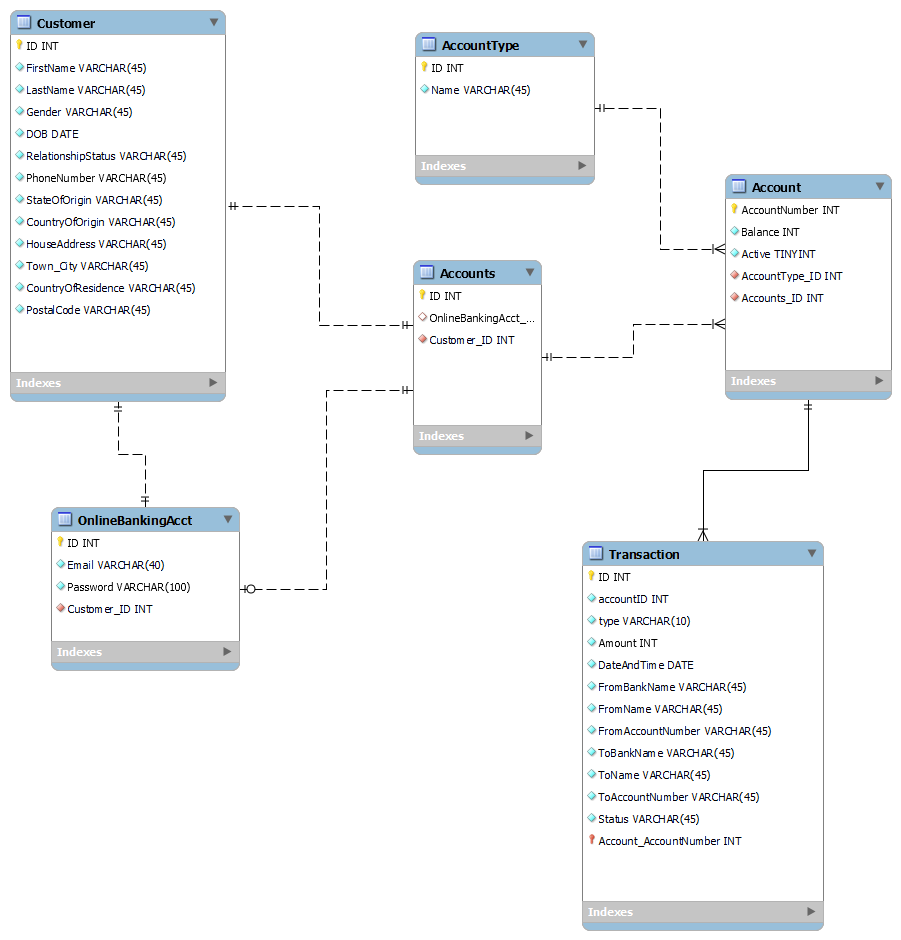 Customer
ID INT
FirstName VARCHAR(45)
LastName VARCHAR(45)
Gender VARCHAR(45)
DOB DATE
RelationshipStatus VARCHAR(45)
PhoneNumber VARCHAR(45)
StateOfOrigin VARCHAR(45)
CountryOfOrigin VARCHAR(45)
HouseAddress VARCHAR(45)
Town_City VARCHAR(45)
CountryOfResidence VARCHAR(45)
PostalCode VARCHAR(45)
Indexes
AccountType
ID INT
Name VARCHAR(45)
Indexes
Account
AccountNumber INT
Balance INT
Active TINYINT
AccountType_ID INT
Accounts_ID INT
Indexes
Accounts
ID INT
OnlineBankingAcct_...
Customer_ID INT
Indexes
OnlineBankingAcct
ID INT
Email VARCHAR(40)
Password VARCHAR(100)
Customer_ID INT
Indexes
Transaction
ID INT
accountID INT
type VARCHAR(10)
Amount INT
DateAndTime DATE
FromBankName VARCHAR(45)
FromName VARCHAR(45)
FromAccountNumber VARCHAR(45)
ToBankName VARCHAR(45)
ToName VARCHAR(45)
ToAccountNumber VARCHAR(45)
Status VARCHAR(45)
Account_AccountNumber INT
Indexes